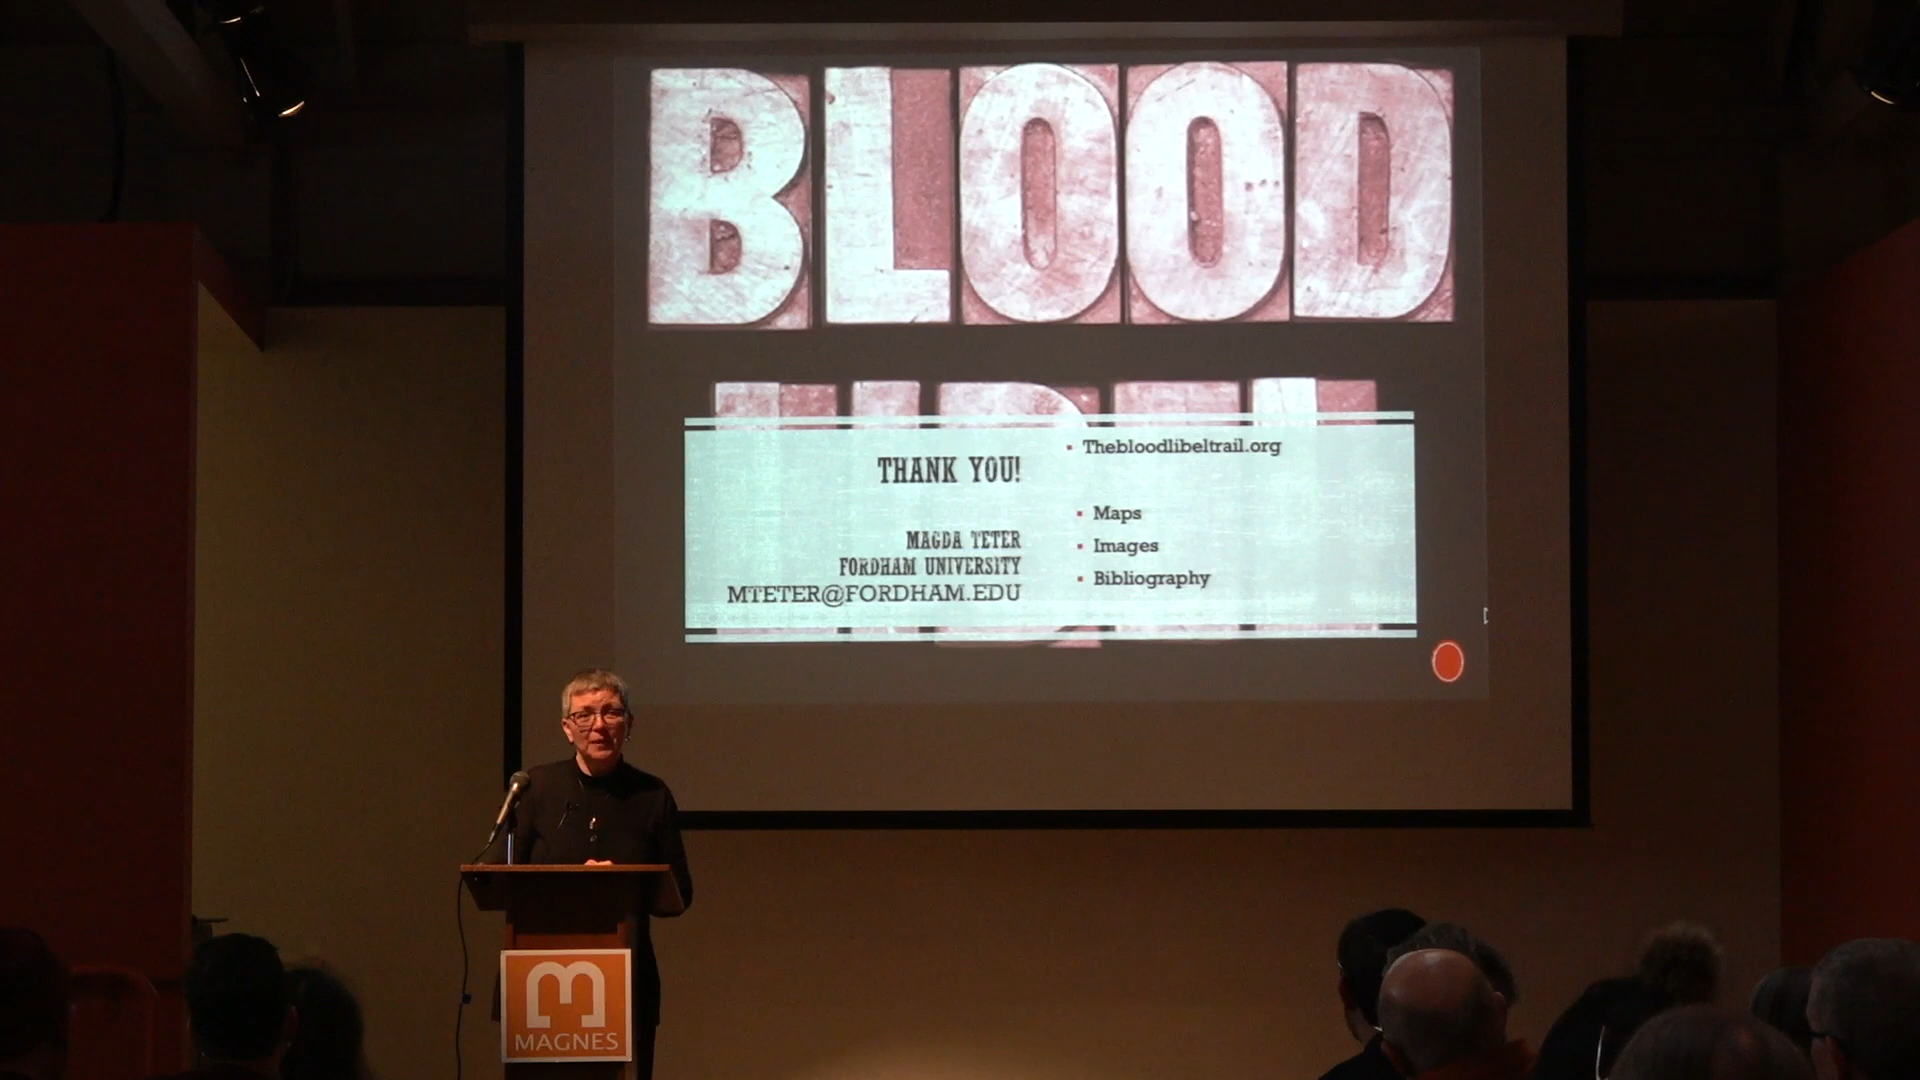 BLOOD
THANK YOU!
MAGDA TETER
FORDHAM UNIVERSITY
MTETER@FORDHAM.EDU
Thebloodlibeltrail.org
Maps
Images
Bibliography
MAGNES